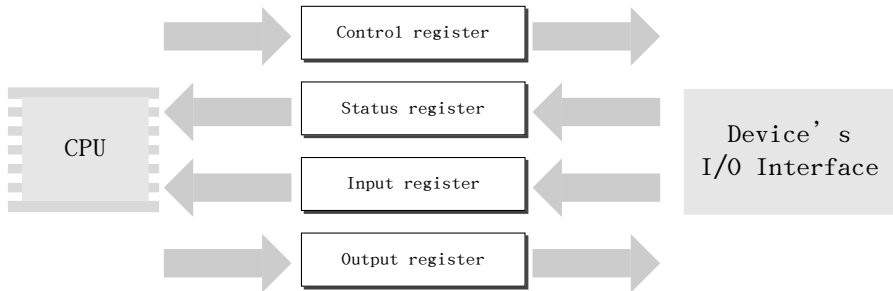 Control register
Status register
CPU
Device's
I/O Interface
Input register
Output register